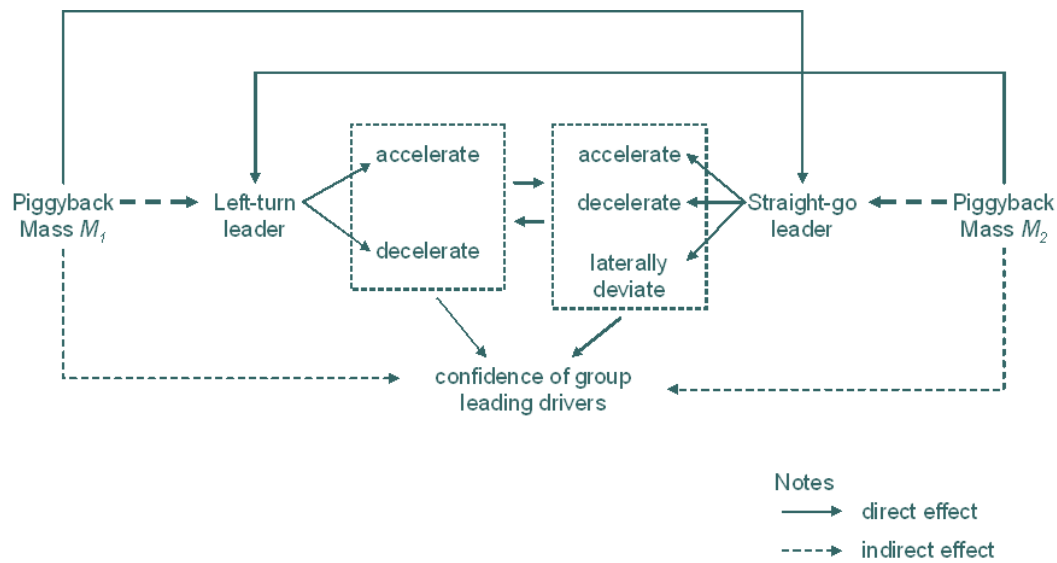 accelerate
accelerate
Piggyback
Mass M1
Left-turn
leader
decelerate
Straight-go
leader
Piggyback
Mass M2
decelerate
laterally
deviate
confidence of group
leading drivers
Notes
direct effect
indirect effect